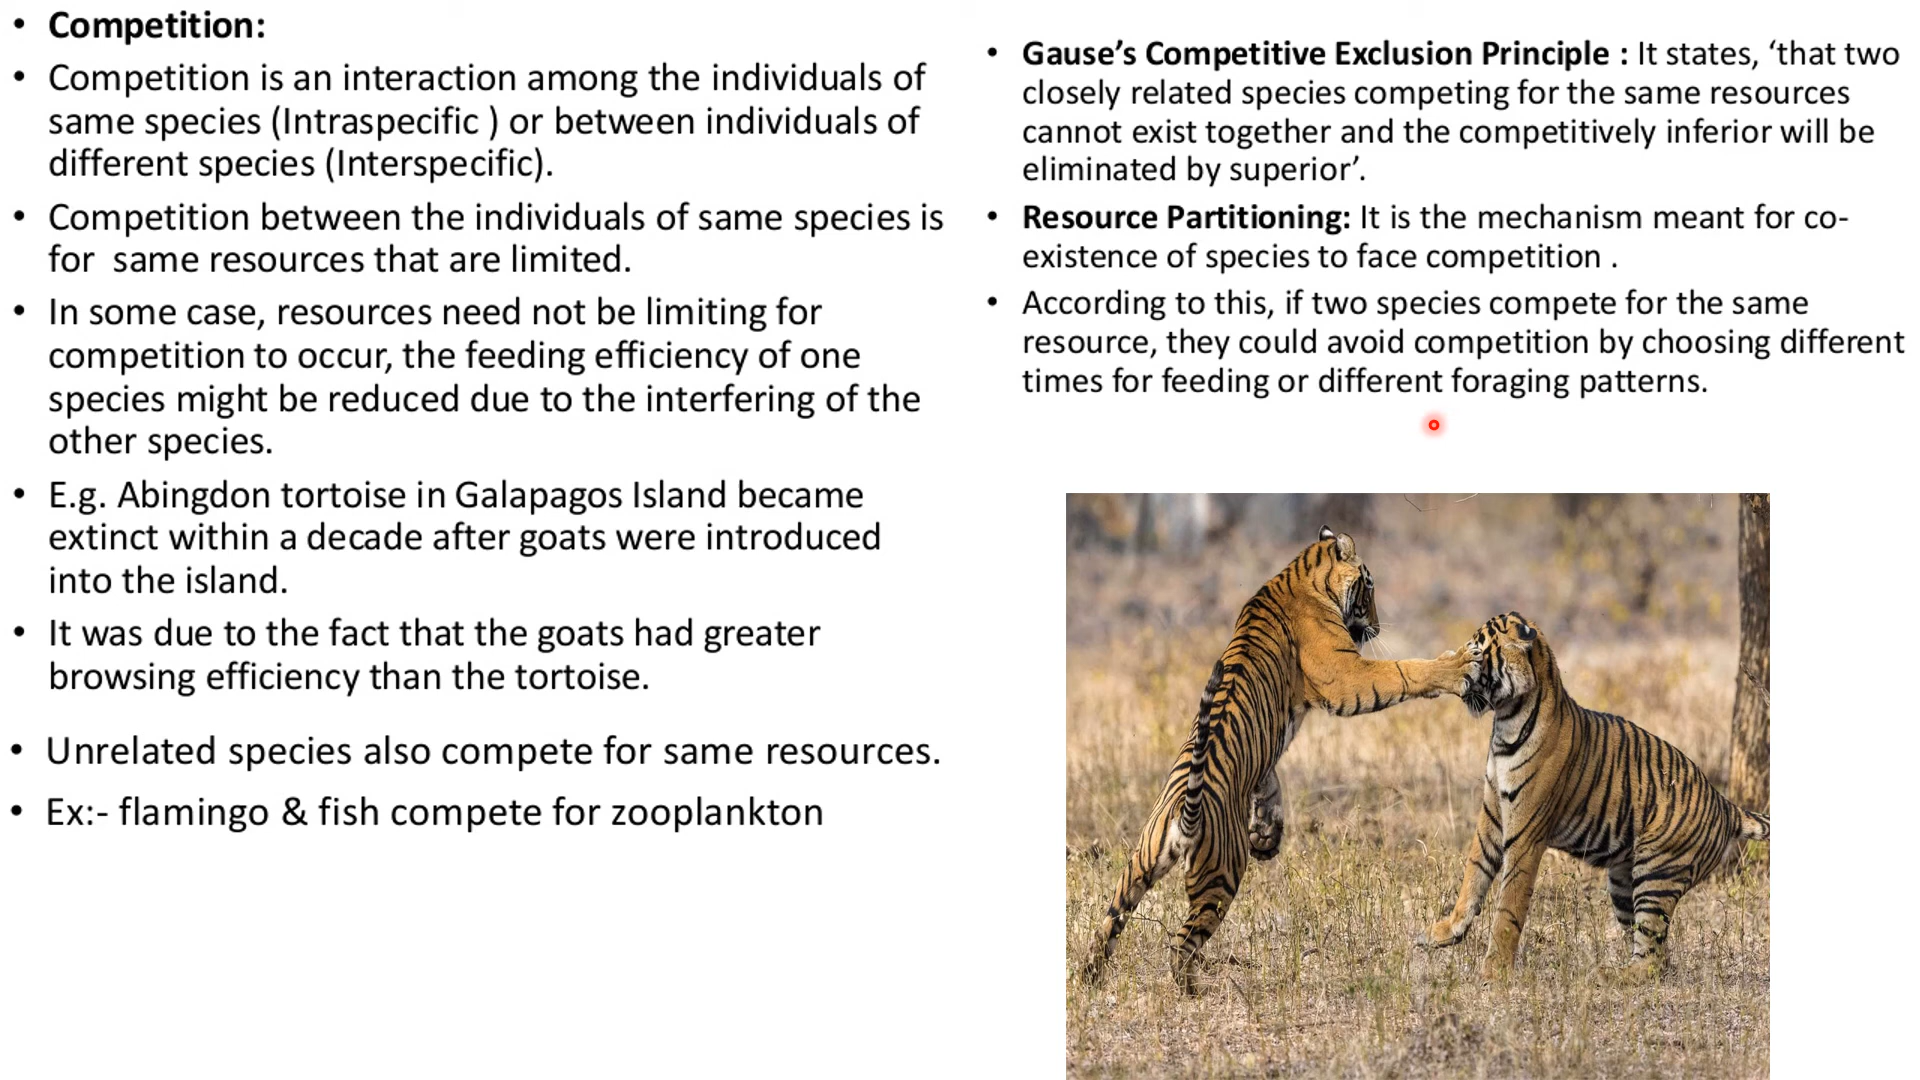 • Competition:
• Competition is an interaction among the individuals of
same species (Intraspecific ) or between individuals of
different species (Interspecific).
• Competition between the individuals of same species is
for  same resources that are limited.
• In some case, resources need not be limiting for
competition to occur, the feeding efficiency of one
species might be reduced due to the interfering of the
other species.
• E.g. Abingdon tortoise in Galapagos Island became
extinct within a decade after goats were introduced
into the island.
• It was due to the fact that the goats had greater
browsing efficiency than the tortoise.
• Unrelated species also compete for same resources.
• Ex:- flamingo & fish compete for zooplankton
• Gause’s Competitive Exclusion Principle : It states, ‘that two
closely related species competing for the same resources
cannot exist together and the competitively inferior will be
eliminated by superior’.
• Resource Partitioning: It is the mechanism meant for co-
existence of species to face competition .
• According to this, if two species compete for the same
resource, they could avoid competition by choosing different
times for feeding or different foraging patterns.